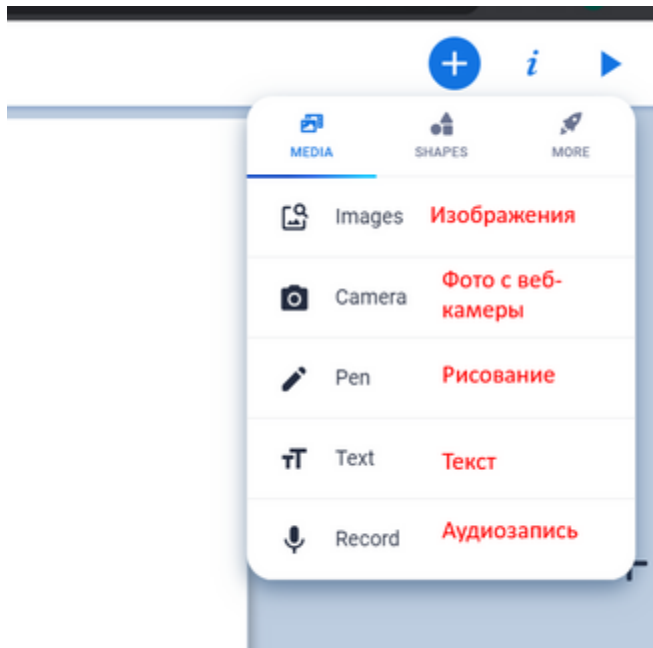 i
MEDIA SHAPES MORE
Images Изображения
Camera Фото с веб-
камеры
Pen Рисование
Text Текст
Record Аудиозапись